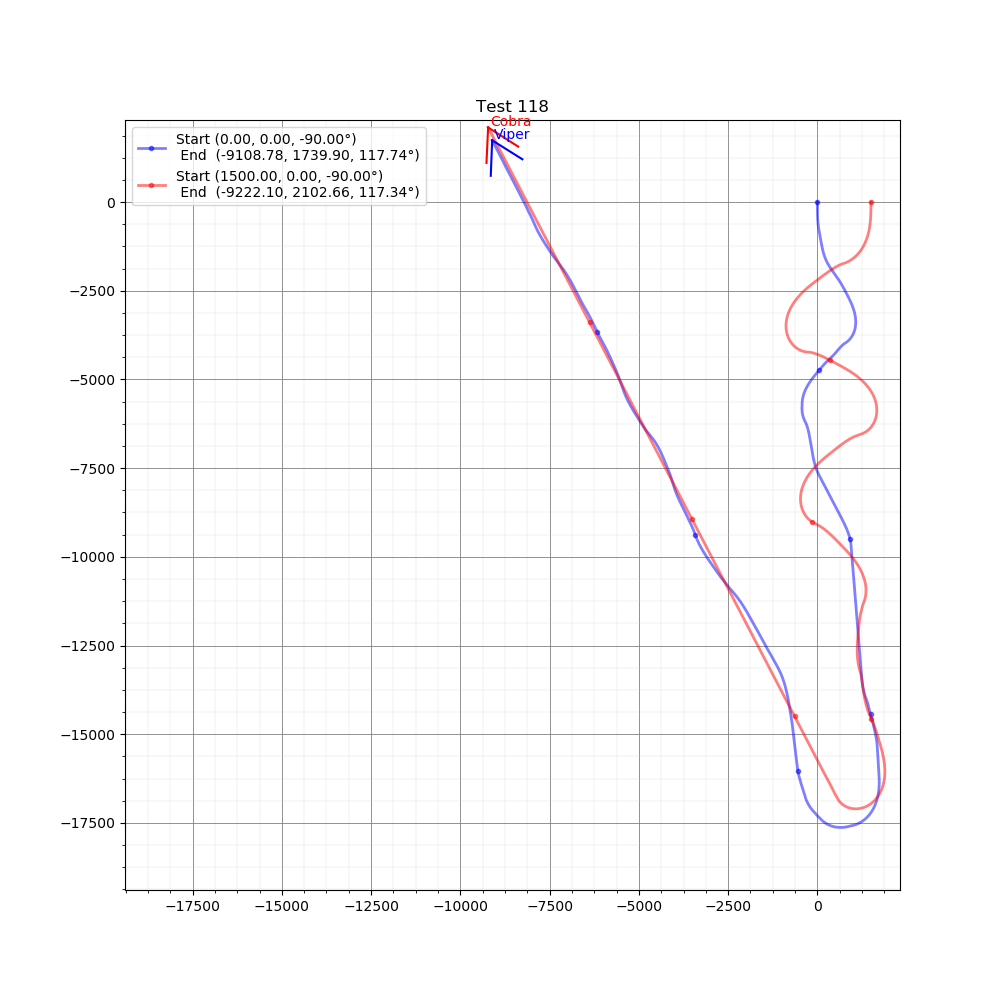 Test 118
Start (0.00, 0.00, -90.00°)
End  (-9108.78, 1739.90, 117.74°)
Start (1500.00, 0.00, -90.00°)
End  (-9222.10, 2102.66, 117.34°)
Cobra
Viper
0
−2500
−5000
−7500
−10000
−12500
−15000
−17500
−17500 −15000 −12500 −10000 −7500 −5000 −2500 0